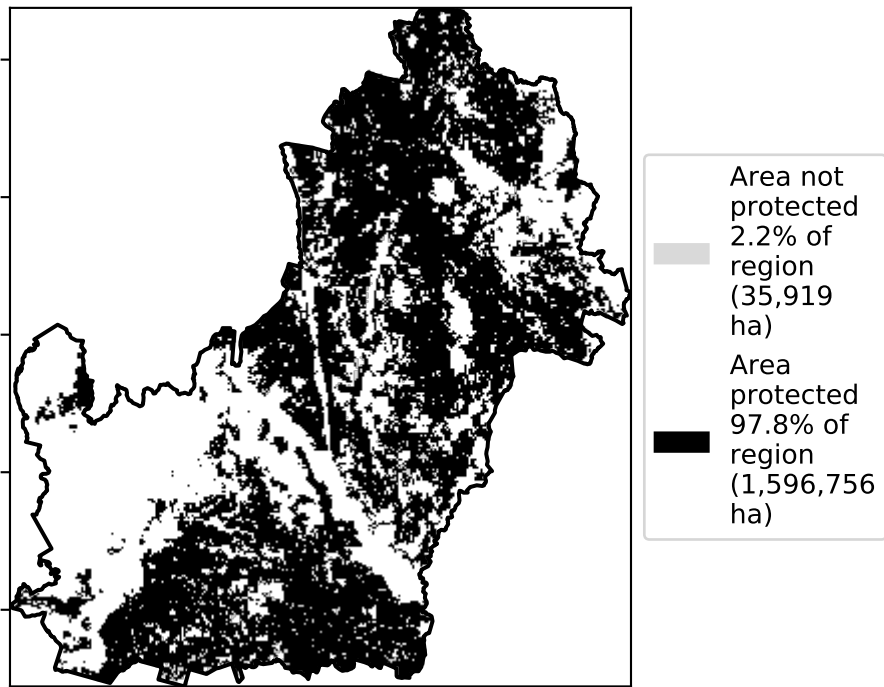 Area not
protected
2.2% of
region
(35,919
ha)
Area
protected
97.8% of
region
(1,596,756
ha)